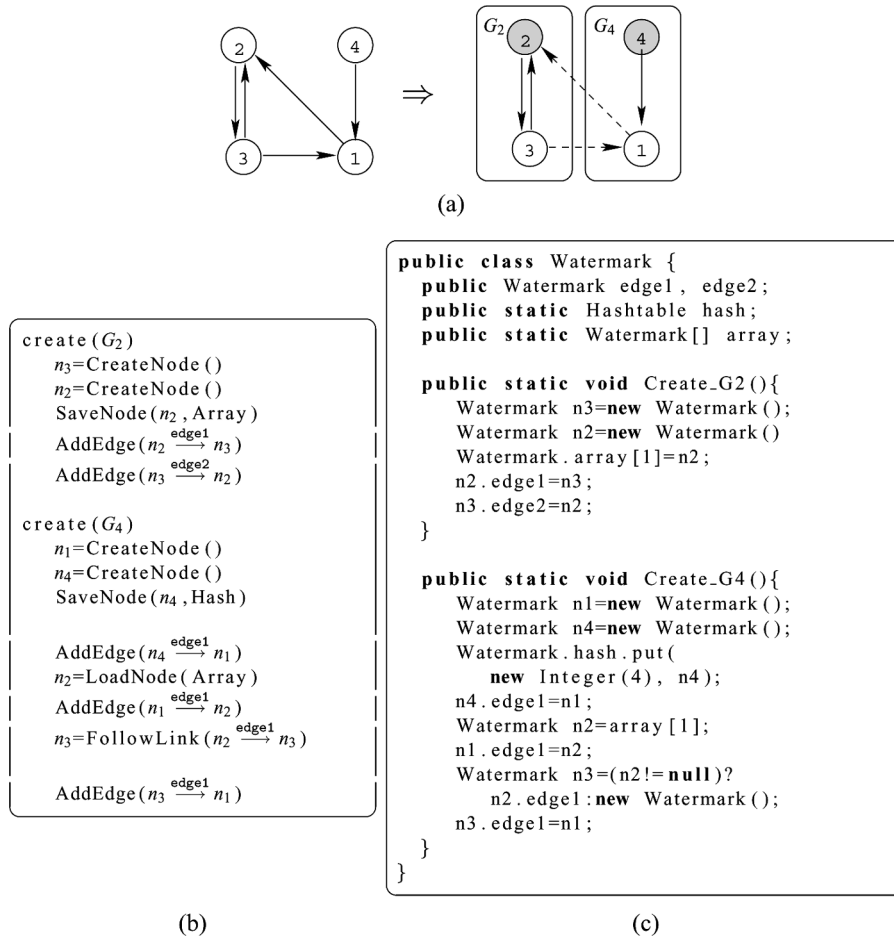 G2 G4
2 4 2 4
⇒
3 1 3 1
(a)
create(G2)
n3=CreateNode()
n2=CreateNode()
SaveNode(n2,Array)
AddEdge(n2 edge1⟶ n3)
AddEdge(n3 edge2⟶ n2)
create(G4)
n1=CreateNode()
n4=CreateNode()
SaveNode(n4,Hash)
AddEdge(n4 edge1⟶ n1)
n2=LoadNode(Array)
AddEdge(n1 edge1⟶ n2)
n3=FollowLink(n2 edge1⟶ n3)
AddEdge(n3 edge1⟶ n1)
(b)
public class Watermark {
public Watermark edge1, edge2;
public static Hashtable hash;
public static Watermark[] array;
public static void Create_G2(){
Watermark n3=new Watermark();
Watermark n2=new Watermark()
Watermark.array[1]=n2;
n2.edge1=n3;
n3.edge2=n2;
}
public static void Create_G4(){
Watermark n1=new Watermark();
Watermark n4=new Watermark();
Watermark.hash.put(
new Integer(4), n4);
n4.edge1=n1;
Watermark n2=array[1];
n1.edge1=n2;
Watermark n3=(n2!=null)?
n2.edge1:new Watermark();
n3.edge1=n1;
}
}
(c)